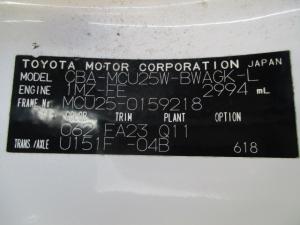 TOYOTA MOTOR CORPORATION JAPAN
MODEL CBA-MCU25W-BWAGK-L
ENGINE 1MZ-FE 2994 mL
FRAME No. MCU25-0159218
COLOR TRIM PLANT OPTION
062 FA23 Q11
TRANS/AXLE U151F -04B 618